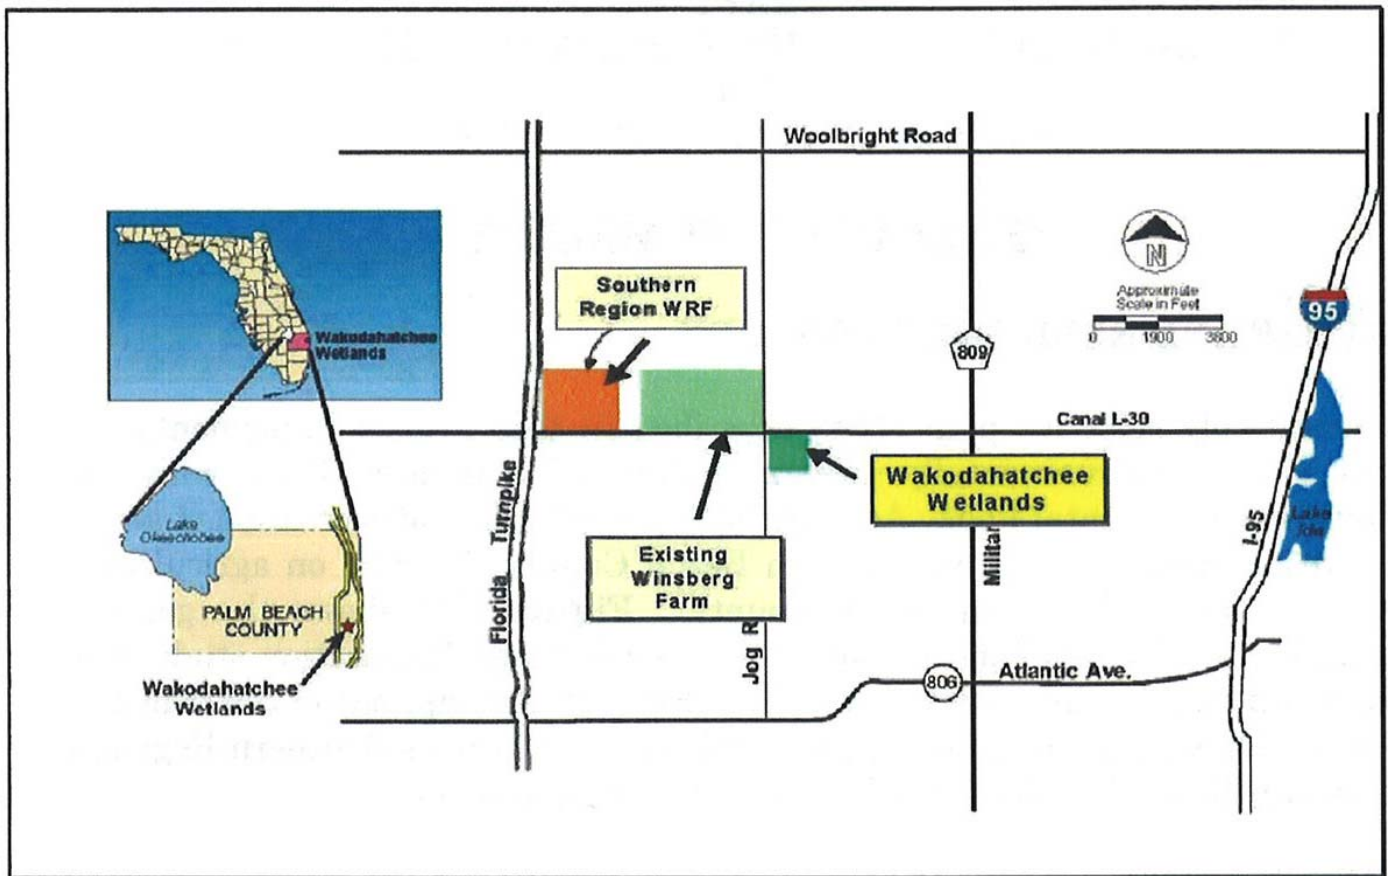 Woolbright Road
Southern
Region WRF
N
Approximate
Scale in Feet
0 1900 3800
95
809
Wakodahatchee
Wetlands
Canal L-30
Wakodahatchee
Wetlands
Florida Turnpike
Existing
Winsberg
Farm
Jog R
Militar
I-95
Lake
Ida
Lake
Okeechobee
PALM BEACH
COUNTY
Wakodahatchee
Wetlands
806
Atlantic Ave.